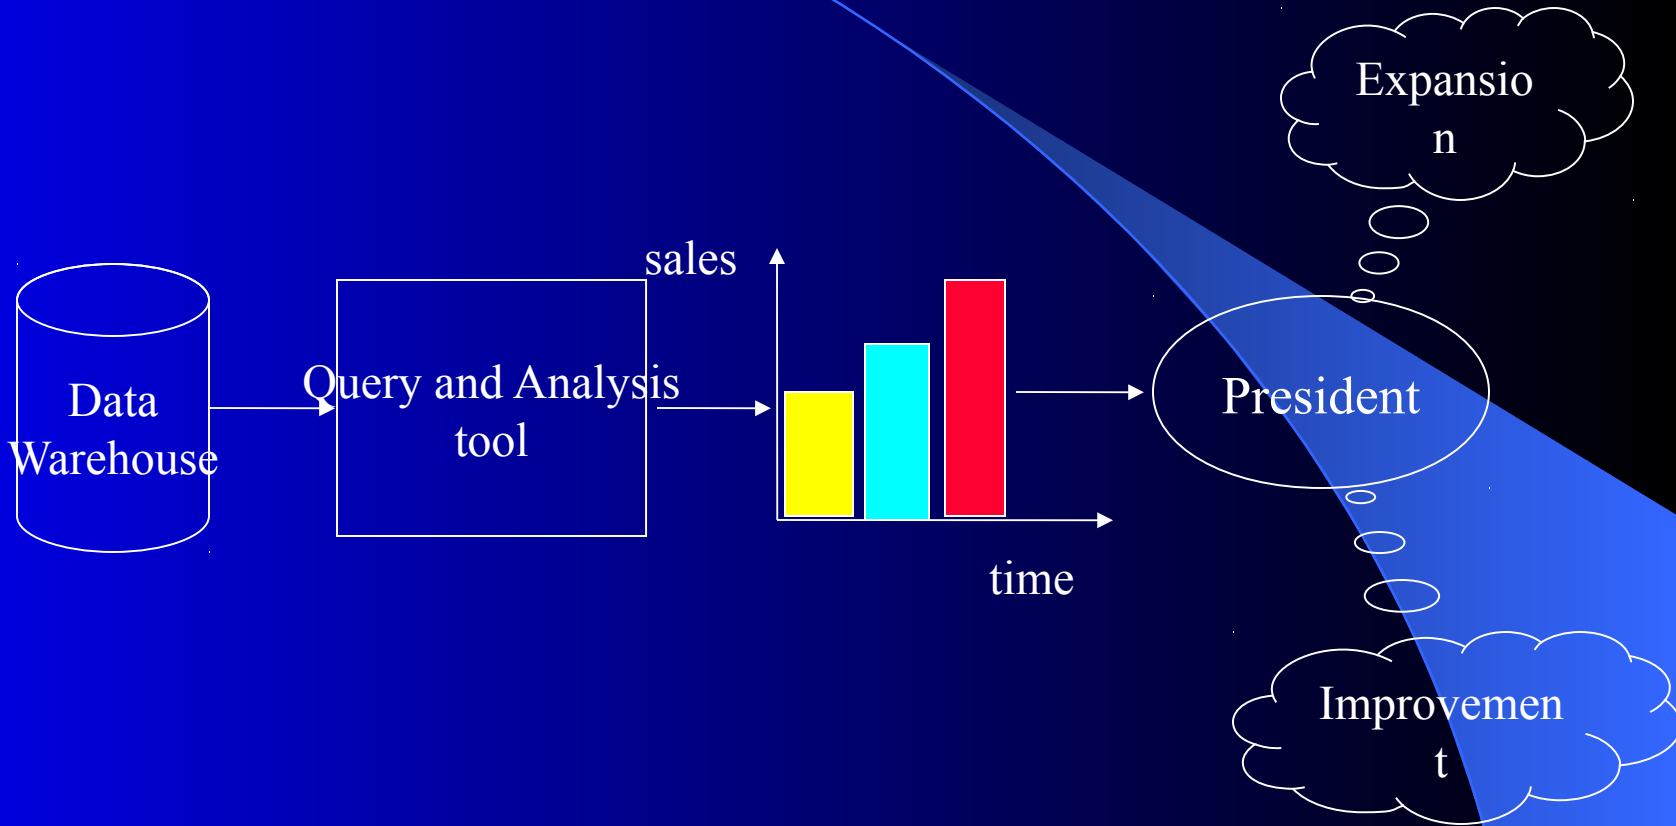 Expansio
n
sales
Data
Warehouse
Query and Analysis
tool
President
time
Improvemen
t